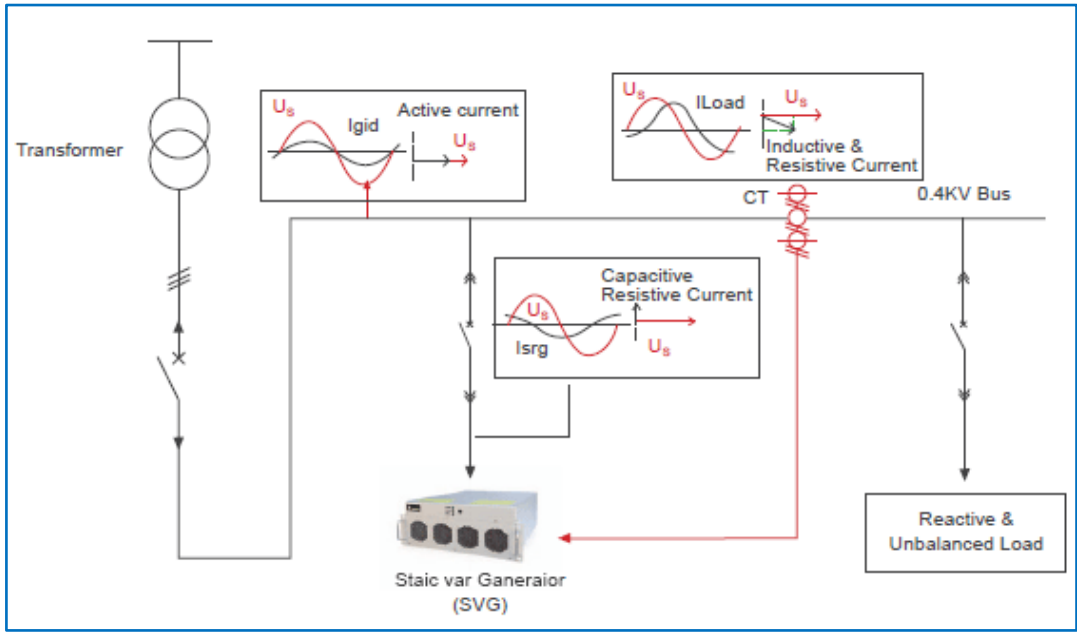 Transformer
Us
Igid
Active current
Us
Us
ILoad
Us
Inductive &
Resistive Current
CT
0.4KV Bus
Us
Isrg
Capacitive
Resistive Current
Us
Staic var Ganeraior
(SVG)
Reactive &
Unbalanced Load